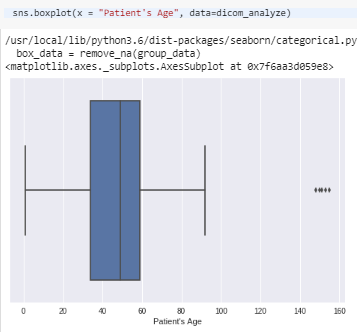 sns.boxplot(x = "Patient's Age", data=dicom_analyze)
/usr/local/lib/python3.6/dist-packages/seaborn/categorical.py
box_data = remove_na(group_data)
<matplotlib.axes._subplots.AxesSubplot at 0x7f6aa3d059e8>
0 20 40 60 80 100 120 140 160
Patient's Age